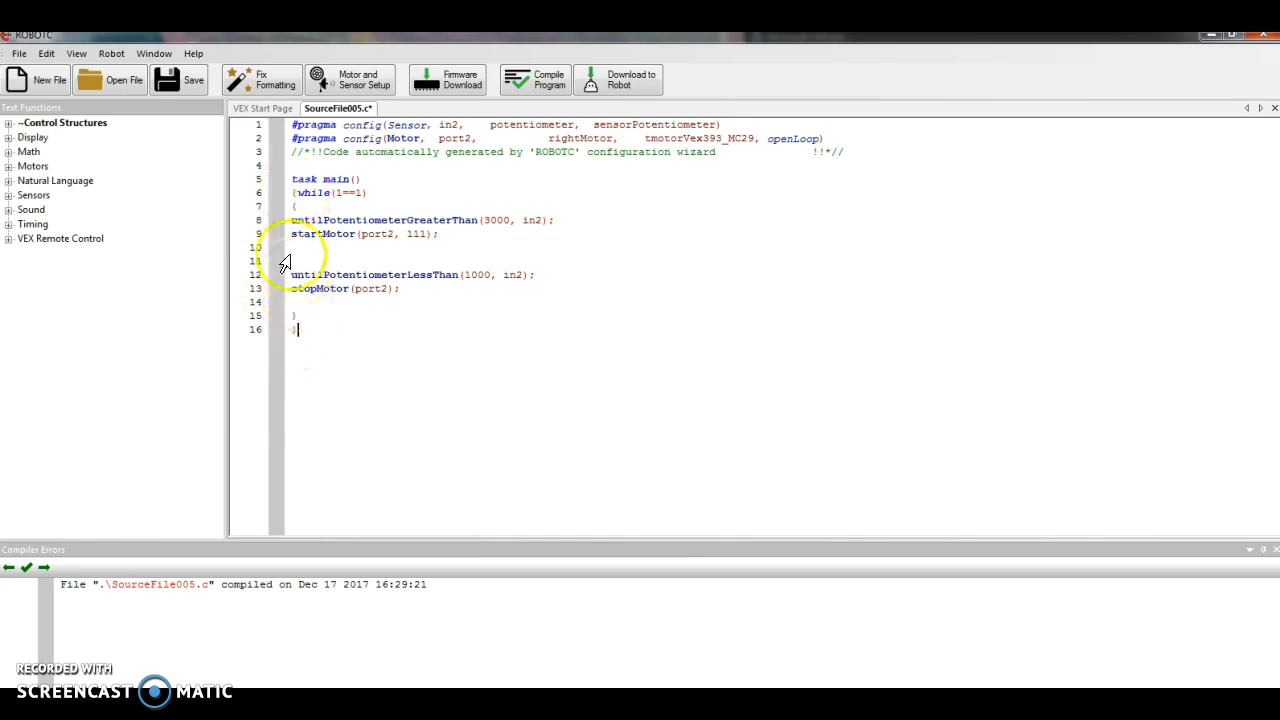 ROBOTC
File Edit View Robot Window Help
New File Open File Save Fix Formatting Motor and Sensor Setup Firmware Download Compile Program Download to Robot
Text Functions
VEX Start Page SourceFile005.c*
~Control Structures
Display
Math
Motors
Natural Language
Sensors
Sound
Timing
VEX Remote Control
1 #pragma config(Sensor, in2, potentiometer, sensorPotentiometer)
2 #pragma config(Motor, port2, rightMotor, tmotorVex393_MC29, openLoop)
3 //*!!Code automatically generated by 'ROBOTC' configuration wizard !!*//
4
5 task main()
6 {while(1==1)
7 {
8 untilPotentiometerGreaterThan(3000, in2);
9 startMotor(port2, 111);
10
11
12 untilPotentiometerLessThan(1000, in2);
13 stopMotor(port2);
14
15 }
16 }
Compiler Errors
File ".\SourceFile005.c" compiled on Dec 17 2017 16:29:21
RECORDED WITH
SCREENCAST MATIC